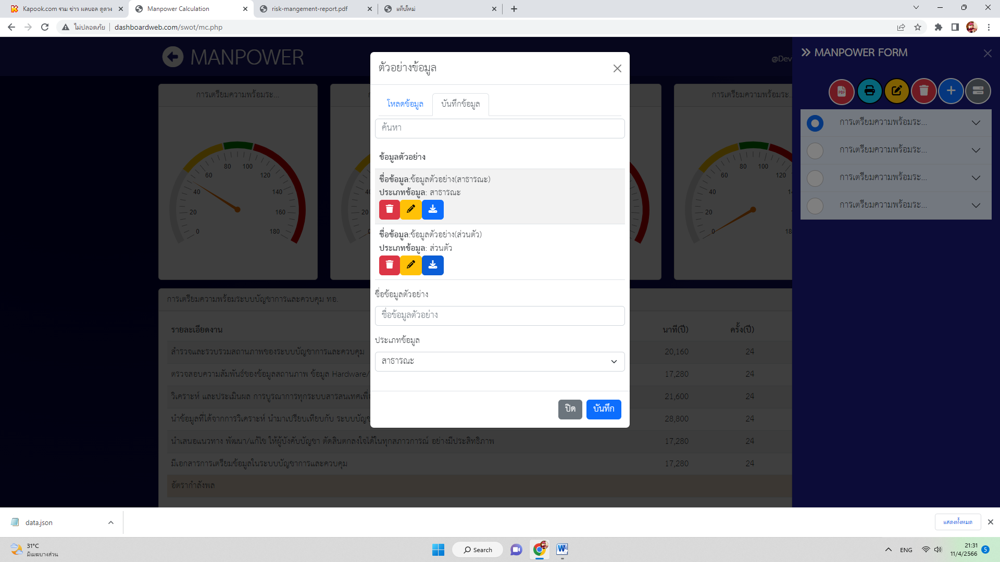 Kapook.com รวม ข่าว ผลบอล ดูดวง
Manpower Calculation
risk-mangement-report.pdf
แท็บใหม่
ไม่ปลอดภัย
dashboardweb.com/swot/mc.php
MANPOWER
@Dev
MANPOWER FORM
PDF
การเตรียมความพร้อมระ...
การเตรียมความพร้อมระ...
การเตรียมความพร้อมระ...
การเตรียมความพร้อมระ...
การเตรียมความพร้อมระ...
0 20 40 60 80 100 120 140 160 180
การเตรียมความพร้อมระ...
0 20 40 60 80 100 120
ตัวอย่างข้อมูล
โหลดข้อมูล
บันทึกข้อมูล
ค้นหา
ข้อมูลตัวอย่าง
ชื่อข้อมูล:ข้อมูลตัวอย่าง(สาธารณะ)
ประเภทข้อมูล: สาธารณะ
ชื่อข้อมูล:ข้อมูลตัวอย่าง(ส่วนตัว)
ประเภทข้อมูล: ส่วนตัว
ชื่อข้อมูลตัวอย่าง
ชื่อข้อมูลตัวอย่าง
ประเภทข้อมูล
สาธารณะ
ปิด
บันทึก
การเตรียมความพร้อมระบบบัญชาการและควบคุม ทอ.
รายละเอียดงาน นาที(ปี) ครั้ง(ปี)
สำรวจและรวบรวมสถานภาพของระบบบัญชาการและควบคุม 20,160 24
ตรวจสอบความสัมพันธ์ของข้อมูลสถานภาพ ข้อมูล Hardware/ 17,280 24
วิเคราะห์ และประเมินผล การบูรณาการทุกระบบสารสนเทศเพื่ 21,600 24
นำข้อมูลที่ได้จากการวิเคราะห์ นำมาเปรียบเทียบกับ ระบบบัญช 28,800 24
นำเสนอแนวทาง พัฒนา/แก้ไข ให้ผู้บังคับบัญชา ตัดสินตกลงใจได้ในทุกสภาวการณ์ อย่างมีประสิทธิภาพ 17,280 24
มีเอกสารการเตรียมข้อมูลในระบบบัญชาการและควบคุม 17,280 24
อัตรากำลังพล
data.json
แสดงทั้งหมด
31°C
มีเมฆบางส่วน
Search
ENG
21:31
11/4/2566
5